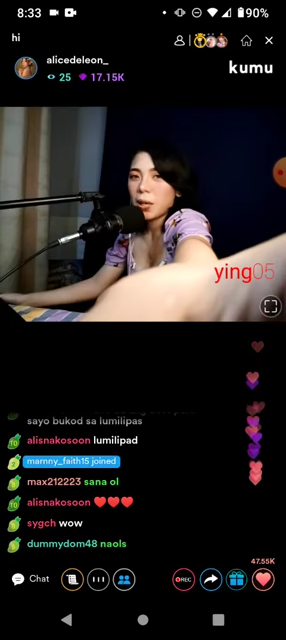 8:33
90%
hi
alicedeleon_
25 17.15K
kumu
ying05
sayo bukod sa lumilipas
alisnakosoon lumilipad
marnny_faith15 joined
max212223 sana ol
alisnakosoon
sygch wow
dummydom48 naols
47.55K
Chat
REC